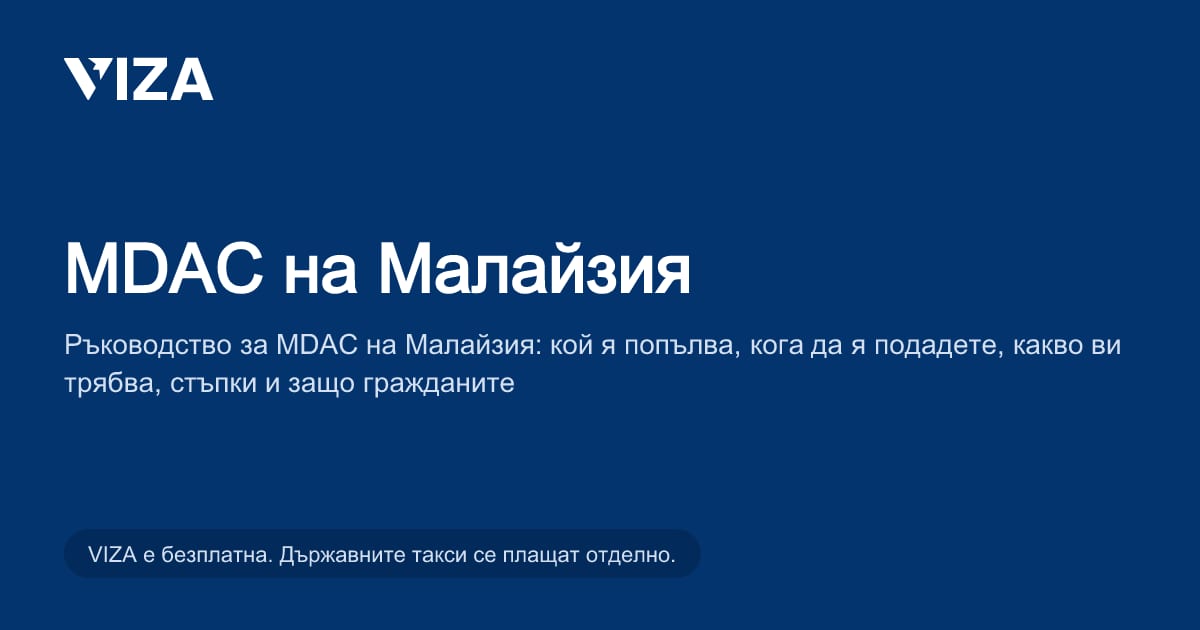 VIZA
MDAC на Малайзия
Ръководство за MDAC на Малайзия: кой я попълва, кога да я подадете, какво ви
трябва, стъпки и защо гражданите
VIZA е безплатна. Държавните такси се плащат отделно.